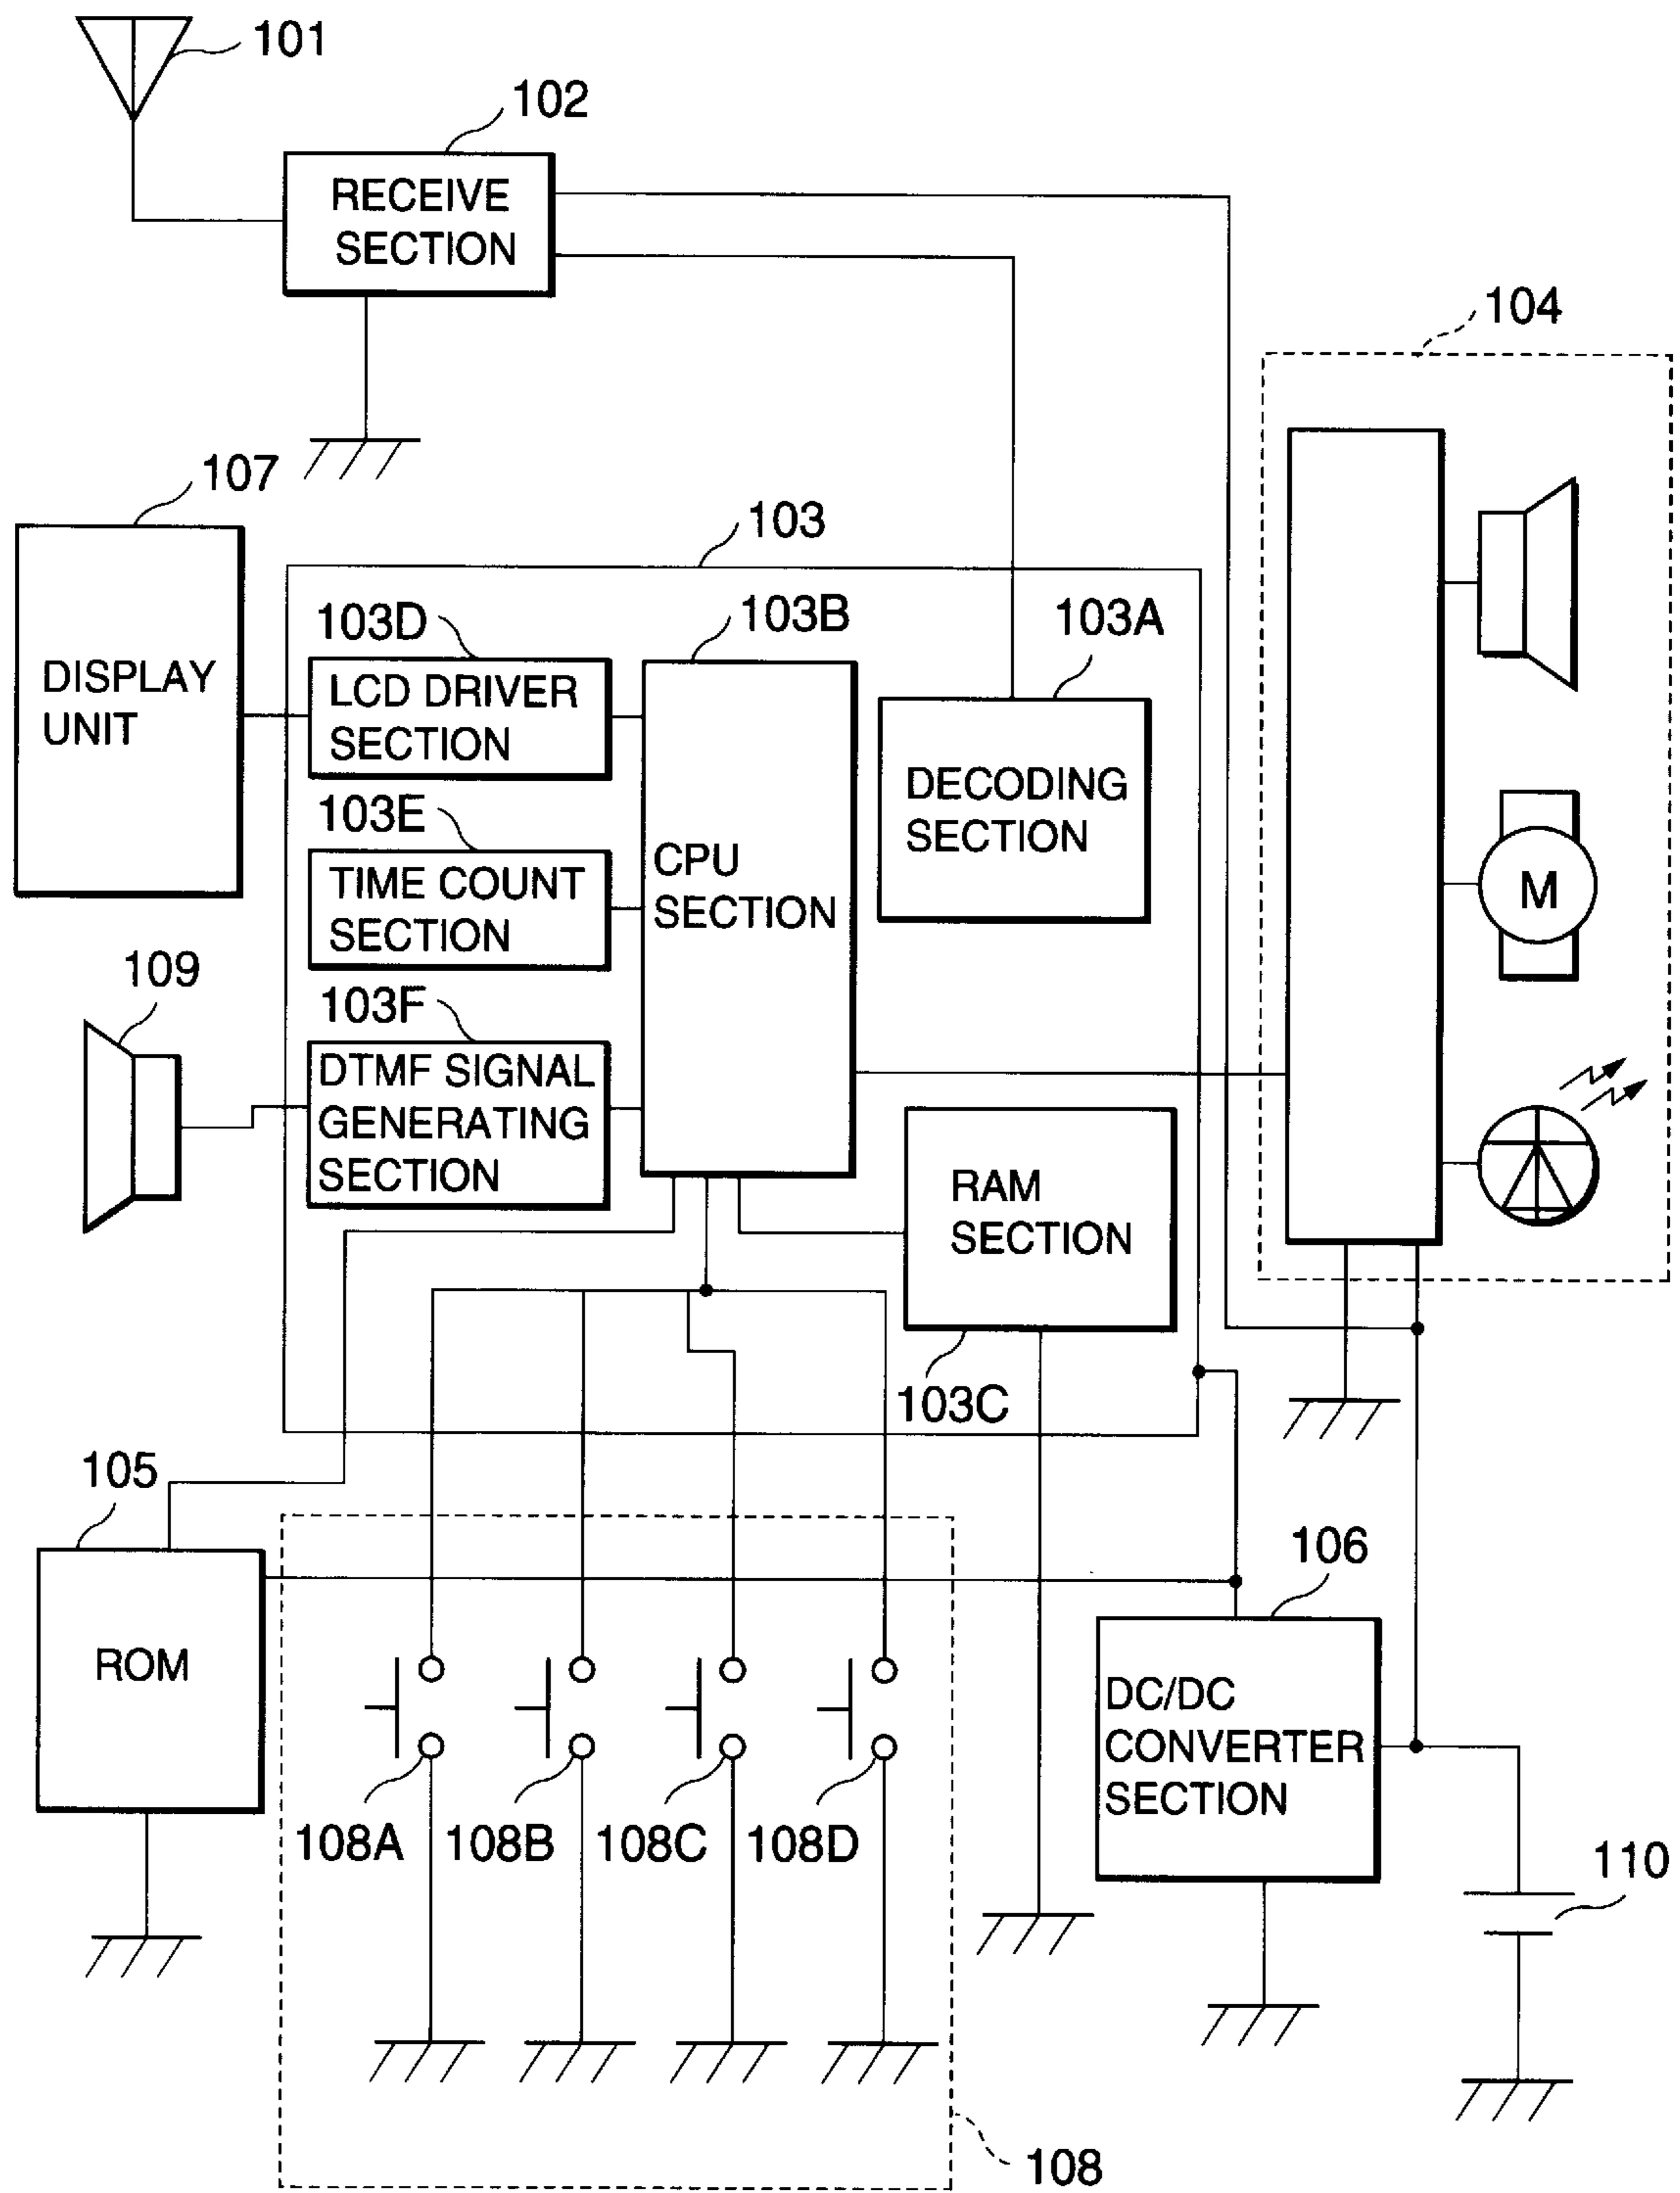 101
102
RECEIVE
SECTION
104
107
103
DISPLAY
UNIT
103D
103B
103A
LCD DRIVER
SECTION
DECODING
SECTION
103E
TIME COUNT
SECTION
CPU
SECTION
M
109
103F
DTMF SIGNAL
GENERATING
SECTION
RAM
SECTION
103C
105
106
ROM
DC/DC
CONVERTER
SECTION
108A
108B
108C
108D
110
108